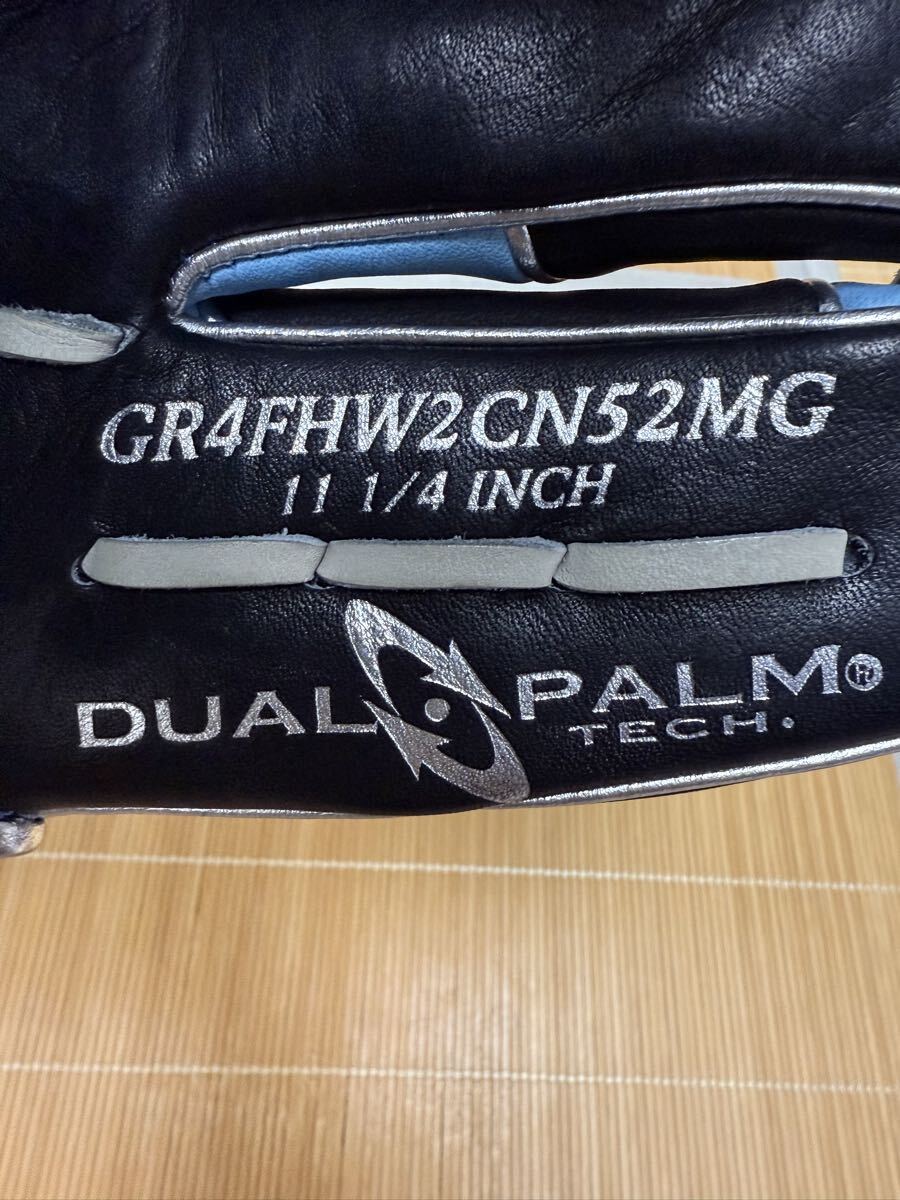 GR4FHW2CN52MG
11 1/4 INCH
DUAL PALM®
TECH.